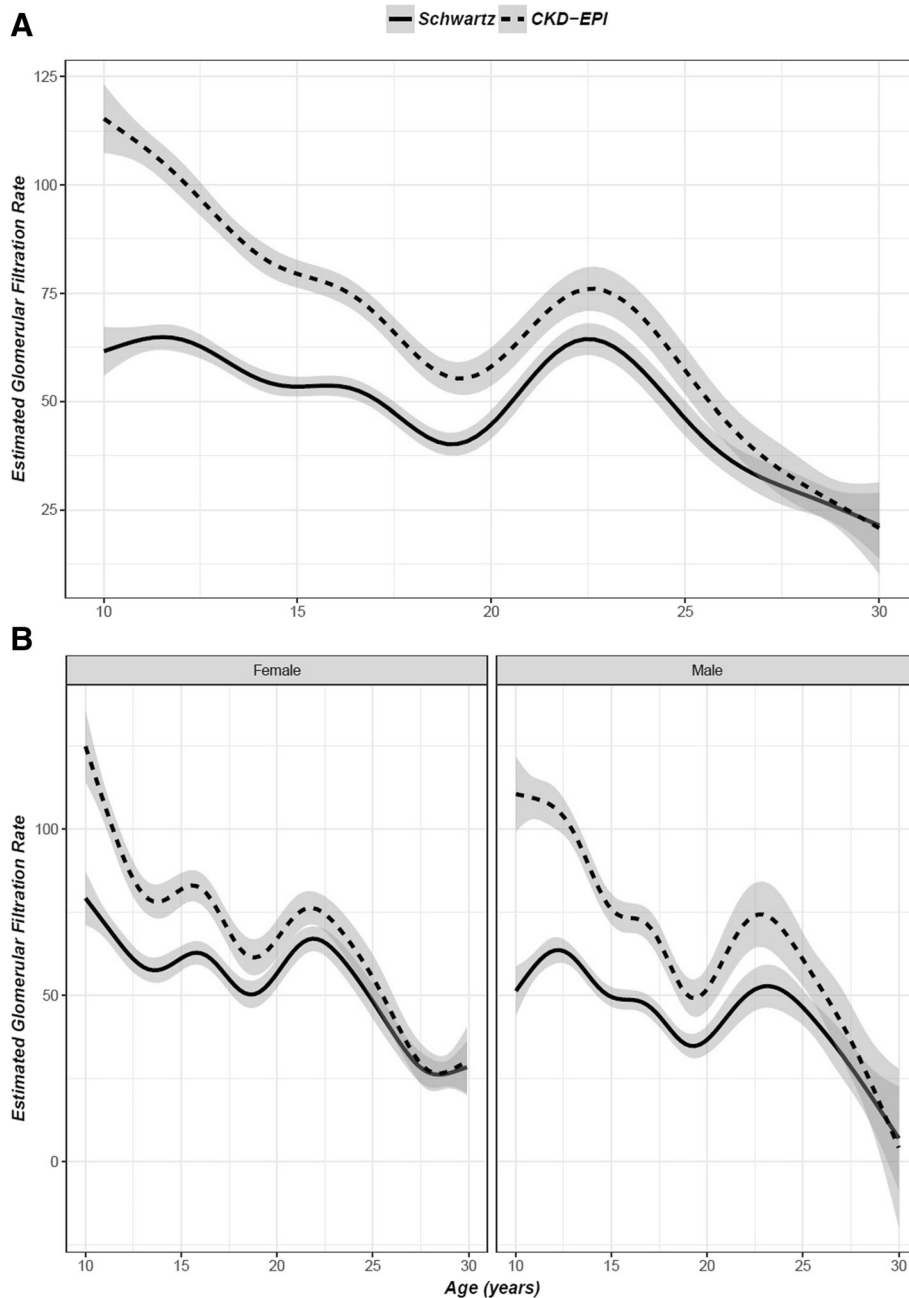 A
Schwartz CKD-EPI
Estimated Glomerular Filtration Rate
125
100
75
50
25
10 15 20 25 30
B
Female Male
Estimated Glomerular Filtration Rate
100
50
0
10 15 20 25 30 10 15 20 25 30
Age (years)